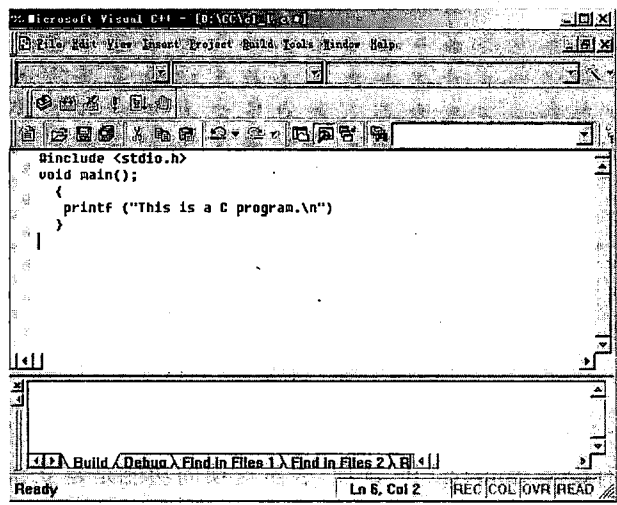 Microsoft Visual C++ - [D:\CC\c1_1.c *]
File Edit View Insert Project Build Tools Window Help
#include <stdio.h>
void main();
{
printf ("This is a C program.\n")
}
Build Debug Find in Files 1 Find in Files 2 R
Ready Ln 6, Col 2 REC COL OVR READ